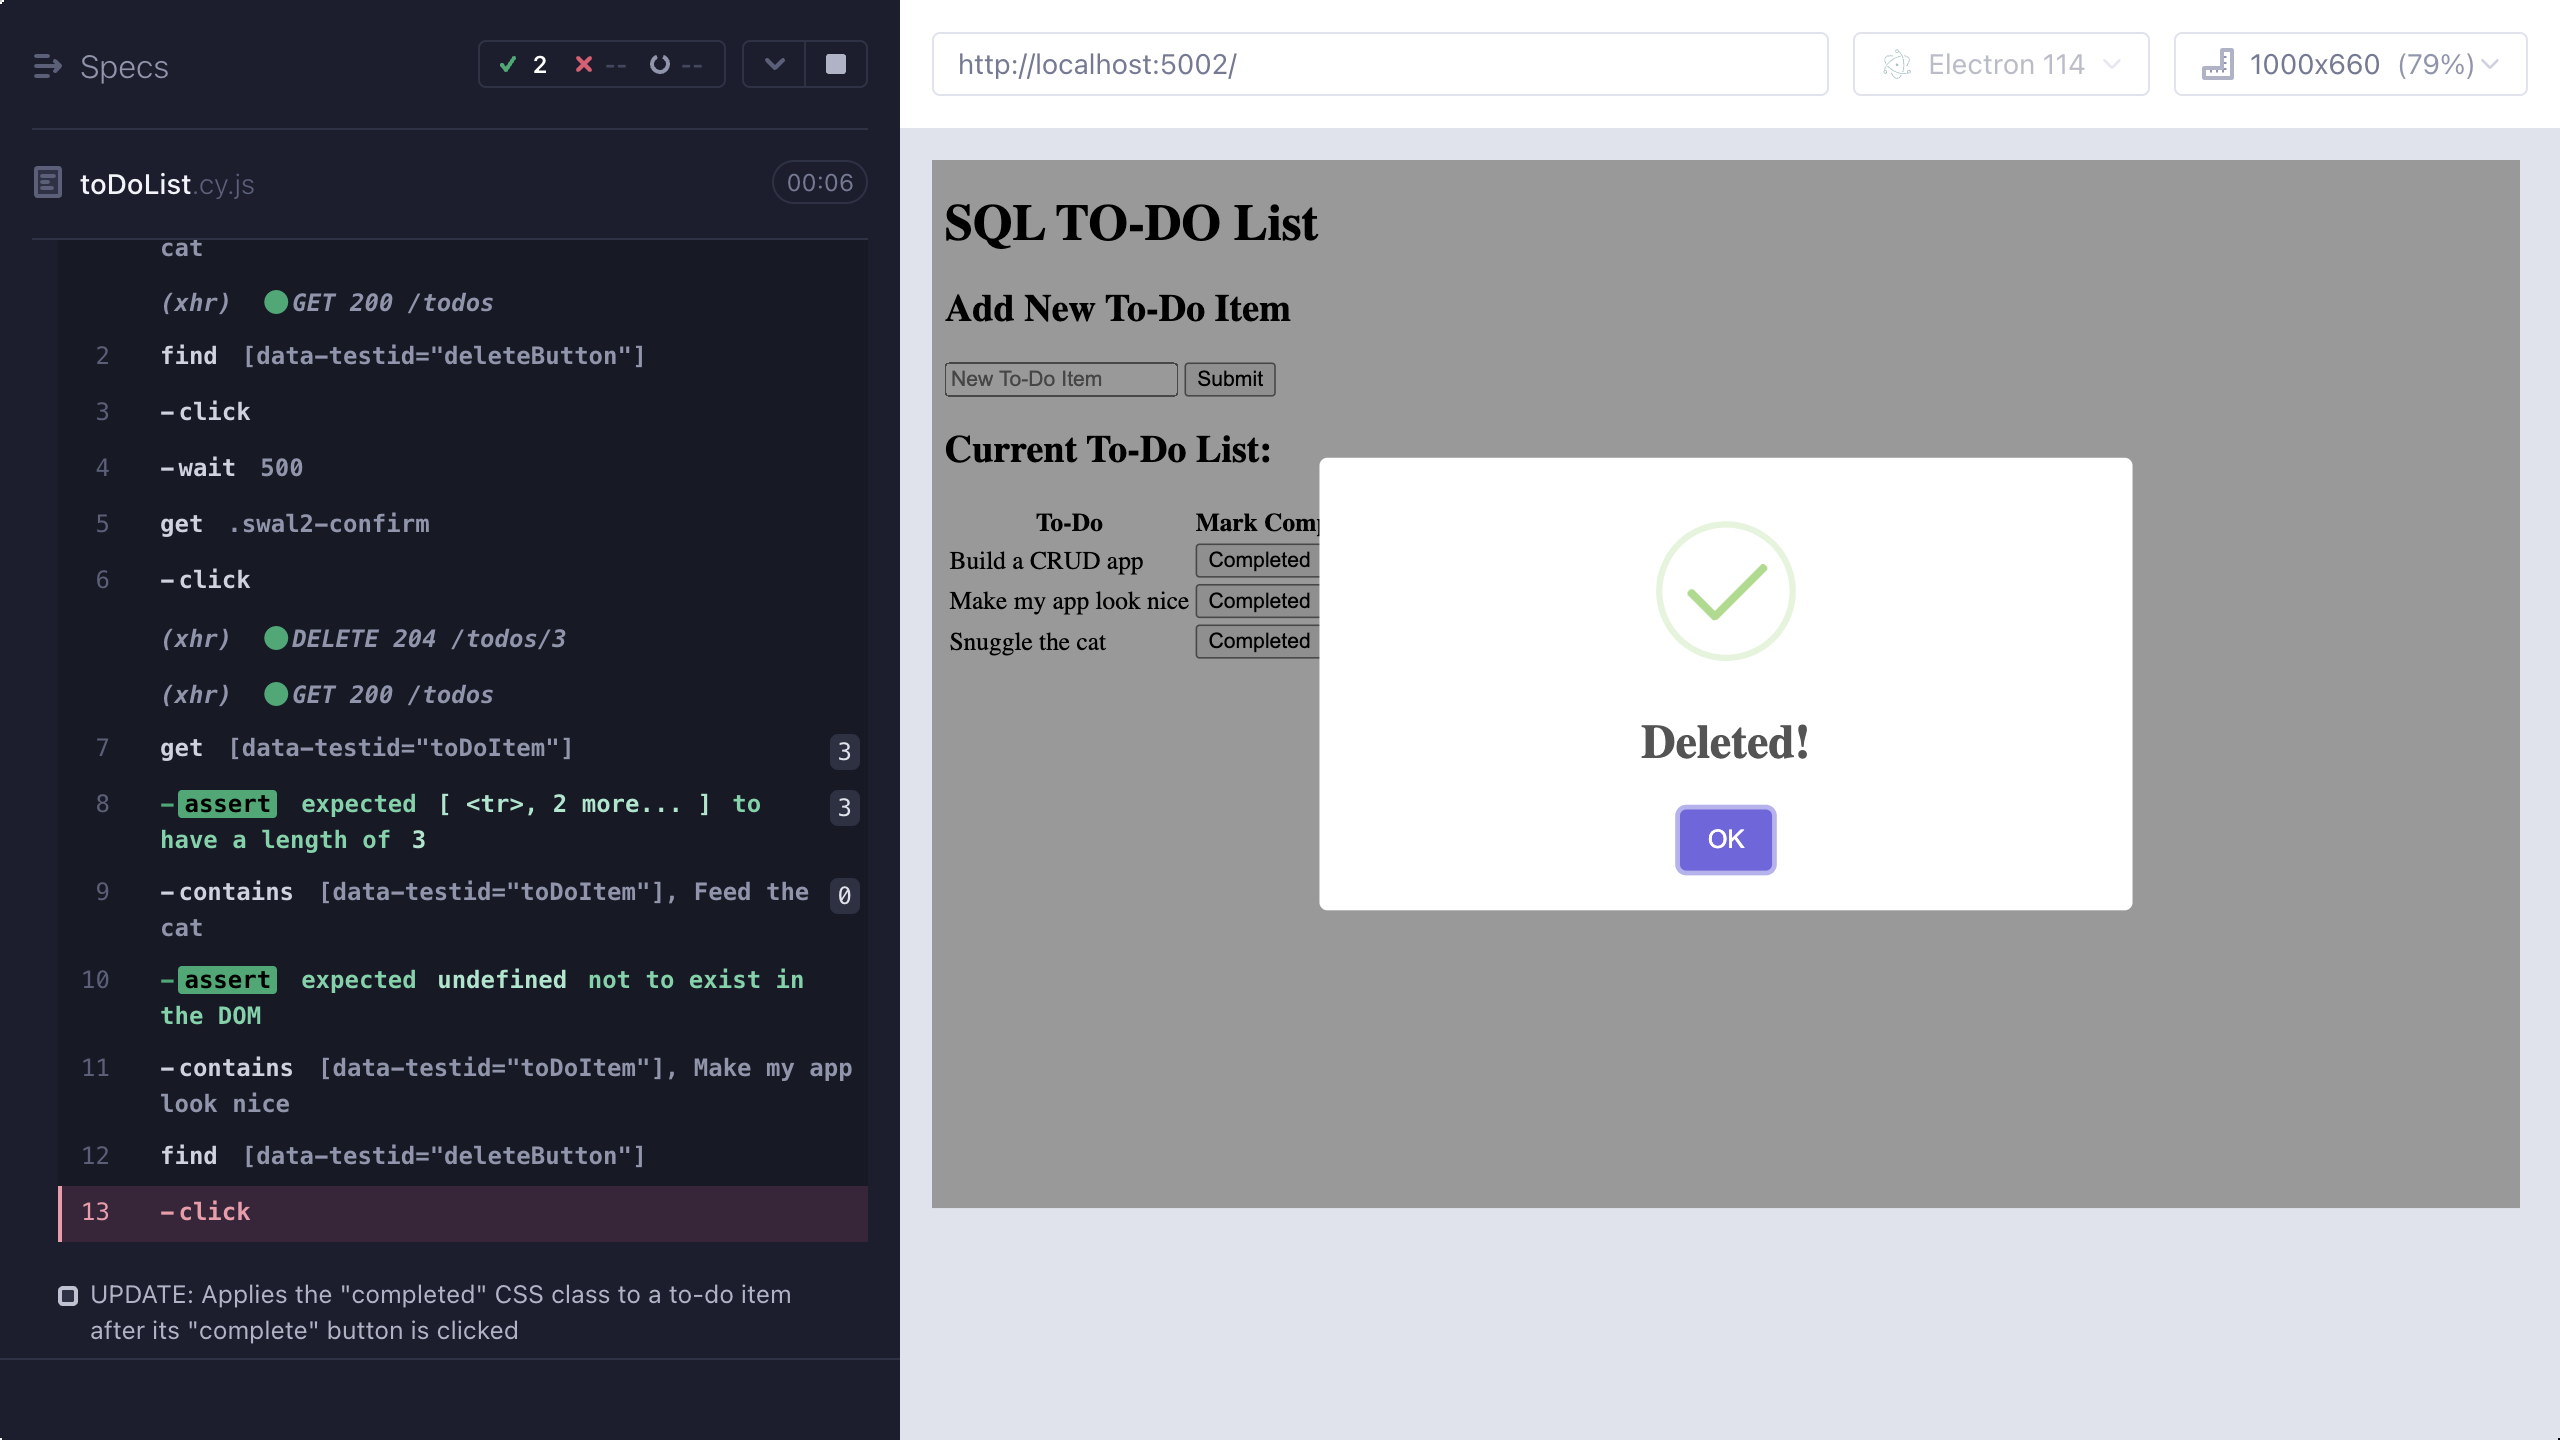 Specs
2 -- --
toDoList.cy.js
00:06
cat
(xhr) GET 200 /todos
2 find [data-testid="deleteButton"]
3 -click
4 -wait 500
5 get .swal2-confirm
6 -click
(xhr) DELETE 204 /todos/3
(xhr) GET 200 /todos
7 get [data-testid="toDoItem"] 3
8 -assert expected [ <tr>, 2 more... ] to 3
have a length of 3
9 -contains [data-testid="toDoItem"], Feed the 0
cat
10 -assert expected undefined not to exist in
the DOM
11 -contains [data-testid="toDoItem"], Make my app
look nice
12 find [data-testid="deleteButton"]
13 -click
UPDATE: Applies the "completed" CSS class to a to-do item
after its "complete" button is clicked
http://localhost:5002/
Electron 114
1000x660 (79%)
SQL TO-DO List
Add New To-Do Item
New To-Do Item Submit
Current To-Do List:
To-Do Mark Comp
Build a CRUD app Completed
Make my app look nice Completed
Snuggle the cat Completed
Deleted!
OK